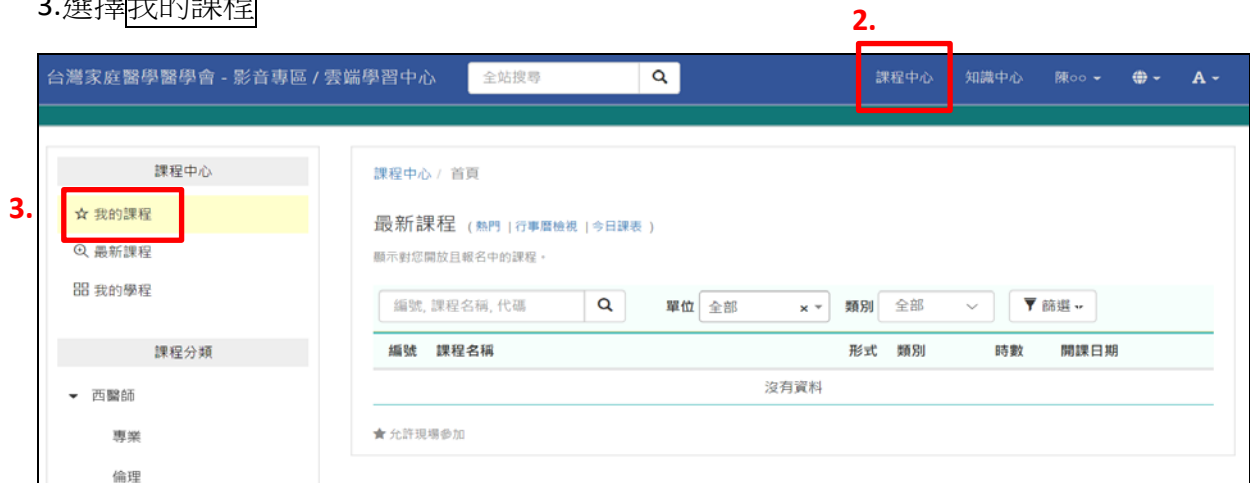 3.選擇我的課程
2.
台灣家庭醫學醫學會 - 影音專區 / 雲端學習中心 全站搜尋 課程中心 知識中心 陳○○ A
課程中心
3.
☆ 我的課程
最新課程
我的學程
課程分類
西醫師
專業
倫理
課程中心 / 首頁
最新課程 ( 熱門 | 行事曆檢視 | 今日課表 )
顯示對您開放且報名中的課程。
編號, 課程名稱, 代碼 單位 全部 × 類別 全部 篩選
編號 課程名稱 形式 類別 時數 開課日期
沒有資料
★ 允許現場參加